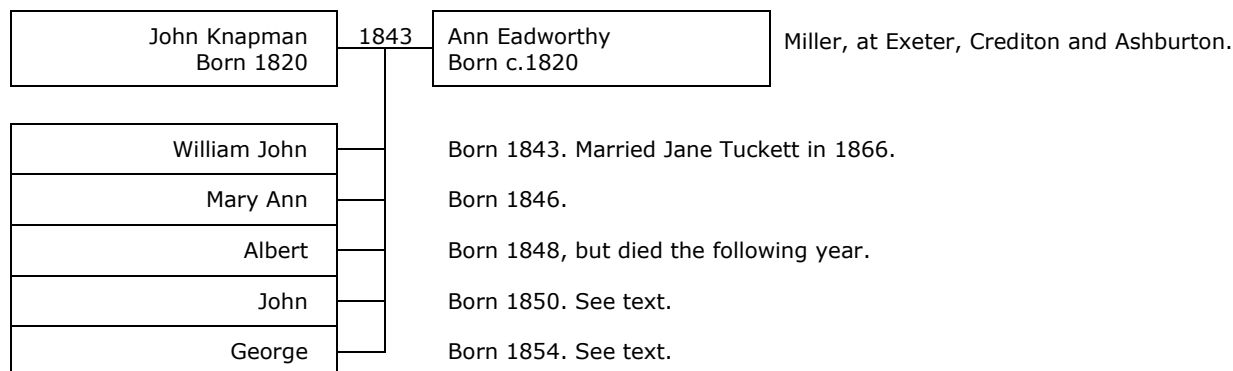 John Knapman
Born 1820
1843
Ann Eadworthy
Born c.1820
Miller, at Exeter, Crediton and Ashburton.
William John
Born 1843. Married Jane Tuckett in 1866.
Mary Ann
Born 1846.
Albert
Born 1848, but died the following year.
John
Born 1850. See text.
George
Born 1854. See text.